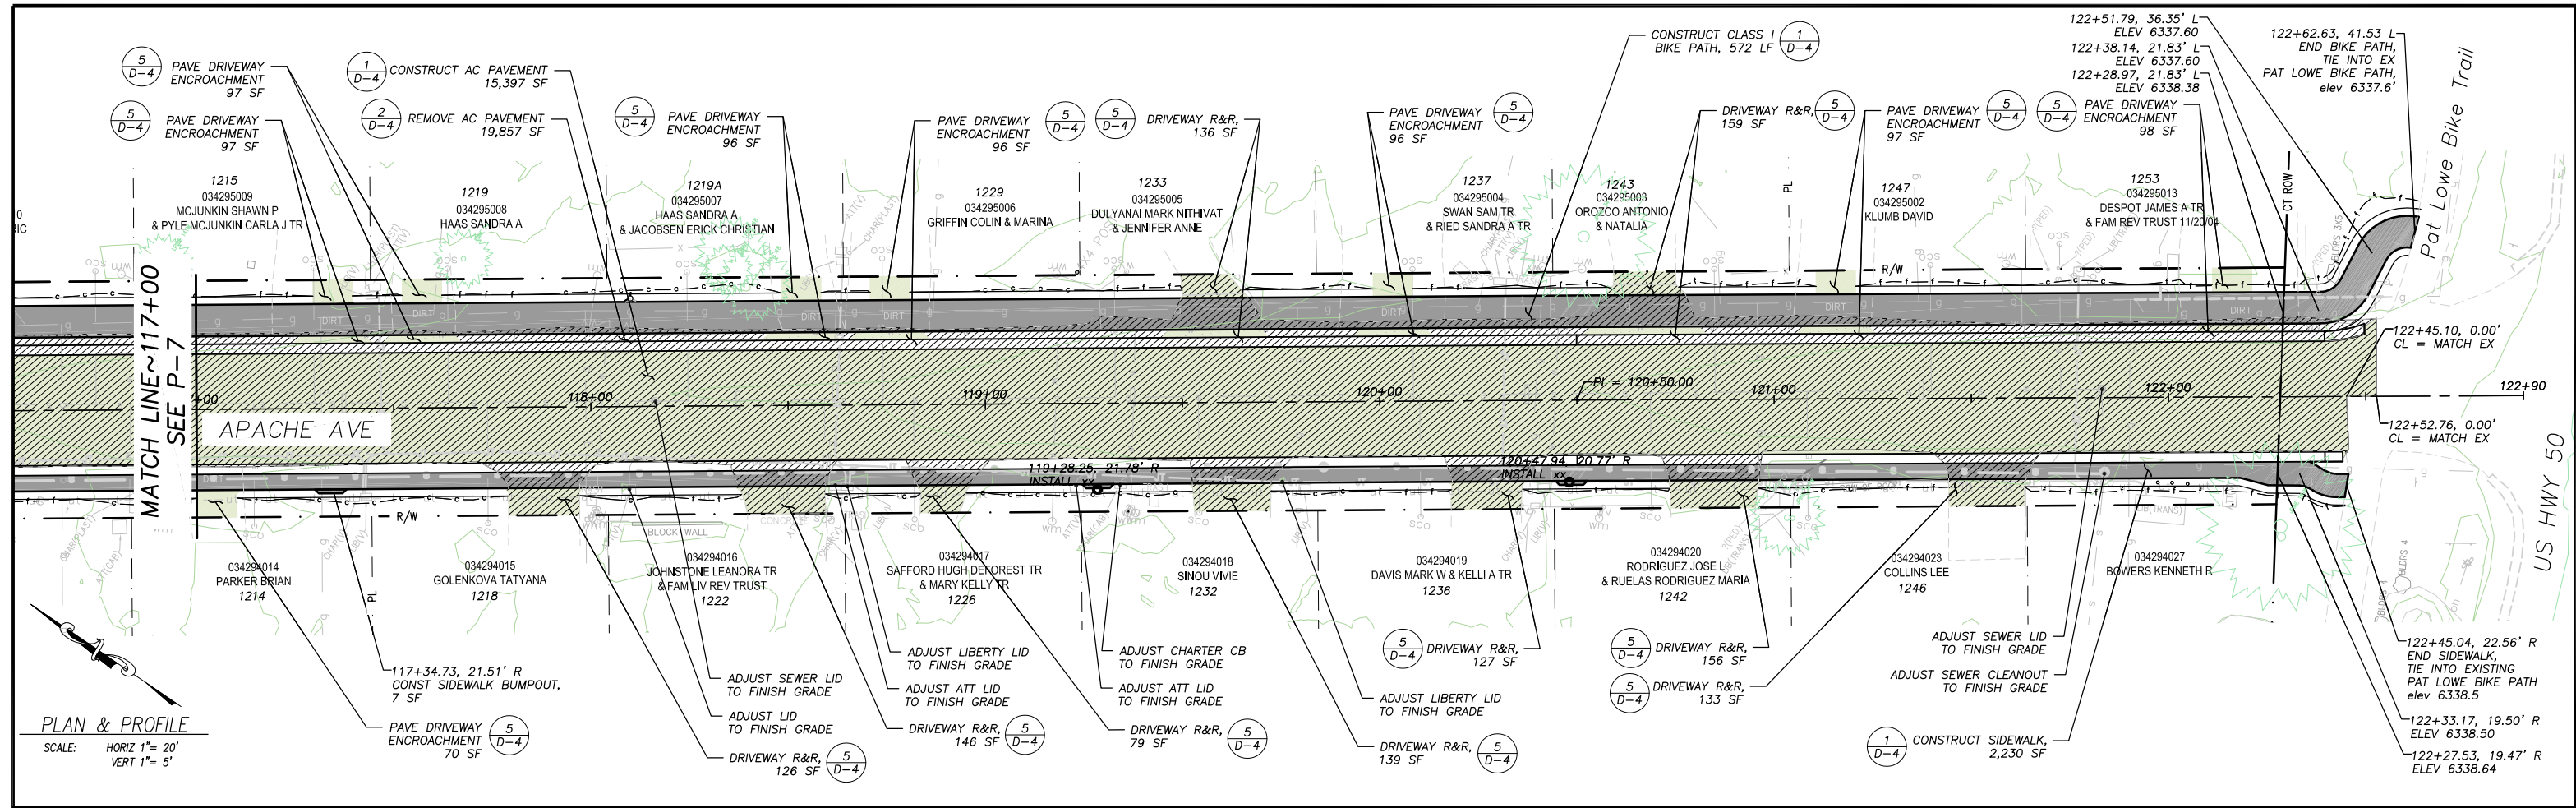 5
D-4
PAVE DRIVEWAY
ENCROACHMENT
97 SF
5
D-4
PAVE DRIVEWAY
ENCROACHMENT
97 SF
1
D-4
CONSTRUCT AC PAVEMENT
15,397 SF
2
D-4
REMOVE AC PAVEMENT
19,857 SF
5
D-4
PAVE DRIVEWAY
ENCROACHMENT
96 SF
PAVE DRIVEWAY
ENCROACHMENT
96 SF
5
D-4
5
D-4
DRIVEWAY R&R,
136 SF
PAVE DRIVEWAY
ENCROACHMENT
96 SF
5
D-4
CONSTRUCT CLASS I
BIKE PATH, 572 LF
1
D-4
DRIVEWAY R&R,
159 SF
5
D-4
PAVE DRIVEWAY
ENCROACHMENT
97 SF
5
D-4
5
D-4
PAVE DRIVEWAY
ENCROACHMENT
98 SF
122+51.79, 36.35' L
ELEV 6337.60
122+38.14, 21.83' L
ELEV 6337.60
122+28.97, 21.83' L
ELEV 6338.38
122+62.63, 41.53 L
END BIKE PATH,
TIE INTO EX
PAT LOWE BIKE PATH,
elev 6337.6'
Pat Lowe Bike Trail
1215
034295009
MCJUNKIN SHAWN P
& PYLE MCJUNKIN CARLA J TR
1219
034295008
HAAS SANDRA A
1219A
034295007
HAAS SANDRA A
& JACOBSEN ERICK CHRISTIAN
1229
034295006
GRIFFIN COLIN & MARINA
1233
034295005
DULYANAI MARK NITHIVAT
& JENNIFER ANNE
1237
034295004
SWAN SAM TR
& RIED SANDRA A TR
1243
034295003
OROZCO ANTONIO
& NATALIA
PL
1247
034295002
KLUMB DAVID
1253
034295013
DESPOT JAMES A TR
& FAM REV TRUST 11/20/04
CT ROW
R/W
DIRT
DIRT
DIRT
DIRT
DIRT
DIRT
MATCH LINE~117+00
SEE P-7
118+00
119+00
120+00
PI = 120+50.00
121+00
122+00
122+90
APACHE AVE
122+45.10, 0.00'
CL = MATCH EX
122+52.76, 0.00'
CL = MATCH EX
US HWY 50
119+28.25, 21.78' R
INSTALL xx
120+47.94, 20.77' R
INSTALL xx
R/W
BLOCK WALL
034294014
PARKER BRIAN
1214
PL
034294015
GOLENKOVA TATYANA
1218
034294016
JOHNSTONE LEANORA TR
& FAM LIV REV TRUST
1222
034294017
SAFFORD HUGH DEFOREST TR
& MARY KELLY TR
1226
034294018
SINOU VIVIE
1232
034294019
DAVIS MARK W & KELLI A TR
1236
034294020
RODRIGUEZ JOSE L
& RUELAS RODRIGUEZ MARIA
1242
034294023
COLLINS LEE
1246
034294027
BOWERS KENNETH R
117+34.73, 21.51' R
CONST SIDEWALK BUMPOUT,
7 SF
PAVE DRIVEWAY
ENCROACHMENT
70 SF
5
D-4
ADJUST SEWER LID
TO FINISH GRADE
ADJUST LID
TO FINISH GRADE
DRIVEWAY R&R,
126 SF
5
D-4
ADJUST LIBERTY LID
TO FINISH GRADE
ADJUST ATT LID
TO FINISH GRADE
DRIVEWAY R&R,
146 SF
5
D-4
ADJUST CHARTER CB
TO FINISH GRADE
ADJUST ATT LID
TO FINISH GRADE
DRIVEWAY R&R,
79 SF
5
D-4
5
D-4
DRIVEWAY R&R,
127 SF
ADJUST LIBERTY LID
TO FINISH GRADE
DRIVEWAY R&R,
139 SF
5
D-4
5
D-4
DRIVEWAY R&R,
156 SF
5
D-4
DRIVEWAY R&R,
133 SF
ADJUST SEWER LID
TO FINISH GRADE
ADJUST SEWER CLEANOUT
TO FINISH GRADE
1
D-4
CONSTRUCT SIDEWALK,
2,230 SF
122+45.04, 22.56' R
END SIDEWALK,
TIE INTO EXISTING
PAT LOWE BIKE PATH
elev 6338.5
122+33.17, 19.50' R
ELEV 6338.50
122+27.53, 19.47' R
ELEV 6338.64
PLAN & PROFILE
SCALE: HORIZ 1"= 20'
VERT 1"= 5'